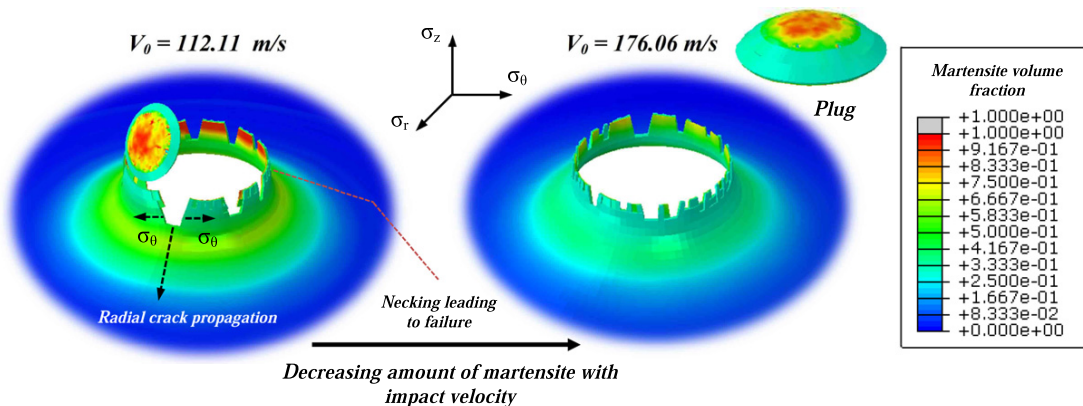 V₀ = 112.11 m/s
σz
σθ
σr
V₀ = 176.06 m/s
Plug
σθ
σθ
Radial crack propagation
Necking leading
to failure
Decreasing amount of martensite with
impact velocity
Martensite volume
fraction
+1.000e+00
+1.000e+00
+9.167e-01
+8.333e-01
+7.500e-01
+6.667e-01
+5.833e-01
+5.000e-01
+4.167e-01
+3.333e-01
+2.500e-01
+1.667e-01
+8.333e-02
+0.000e+00